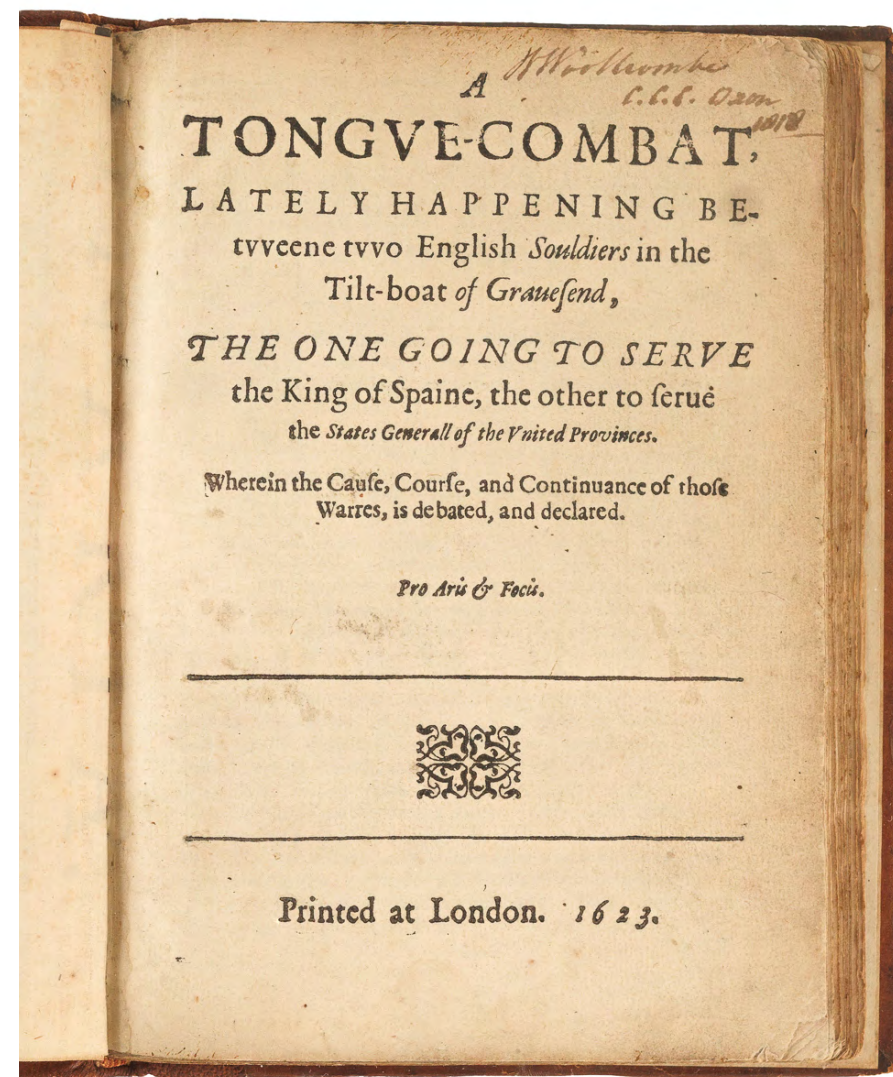 H Woollcombe
C.C.C. Oxon
1818
A
TONGVE-COMBAT,
LATELY HAPPENING BE-
tvveene tvvo English Souldiers in the
Tilt-boat of Graueſend,
THE ONE GOING TO SERVE
the King of Spaine, the other to ſerue
the States Generall of the Vnited Provinces.
Wherein the Cauſe, Courſe, and Continuance of thoſe
Warres, is debated, and declared.
Pro Aris & Focis.
Printed at London. 1623.